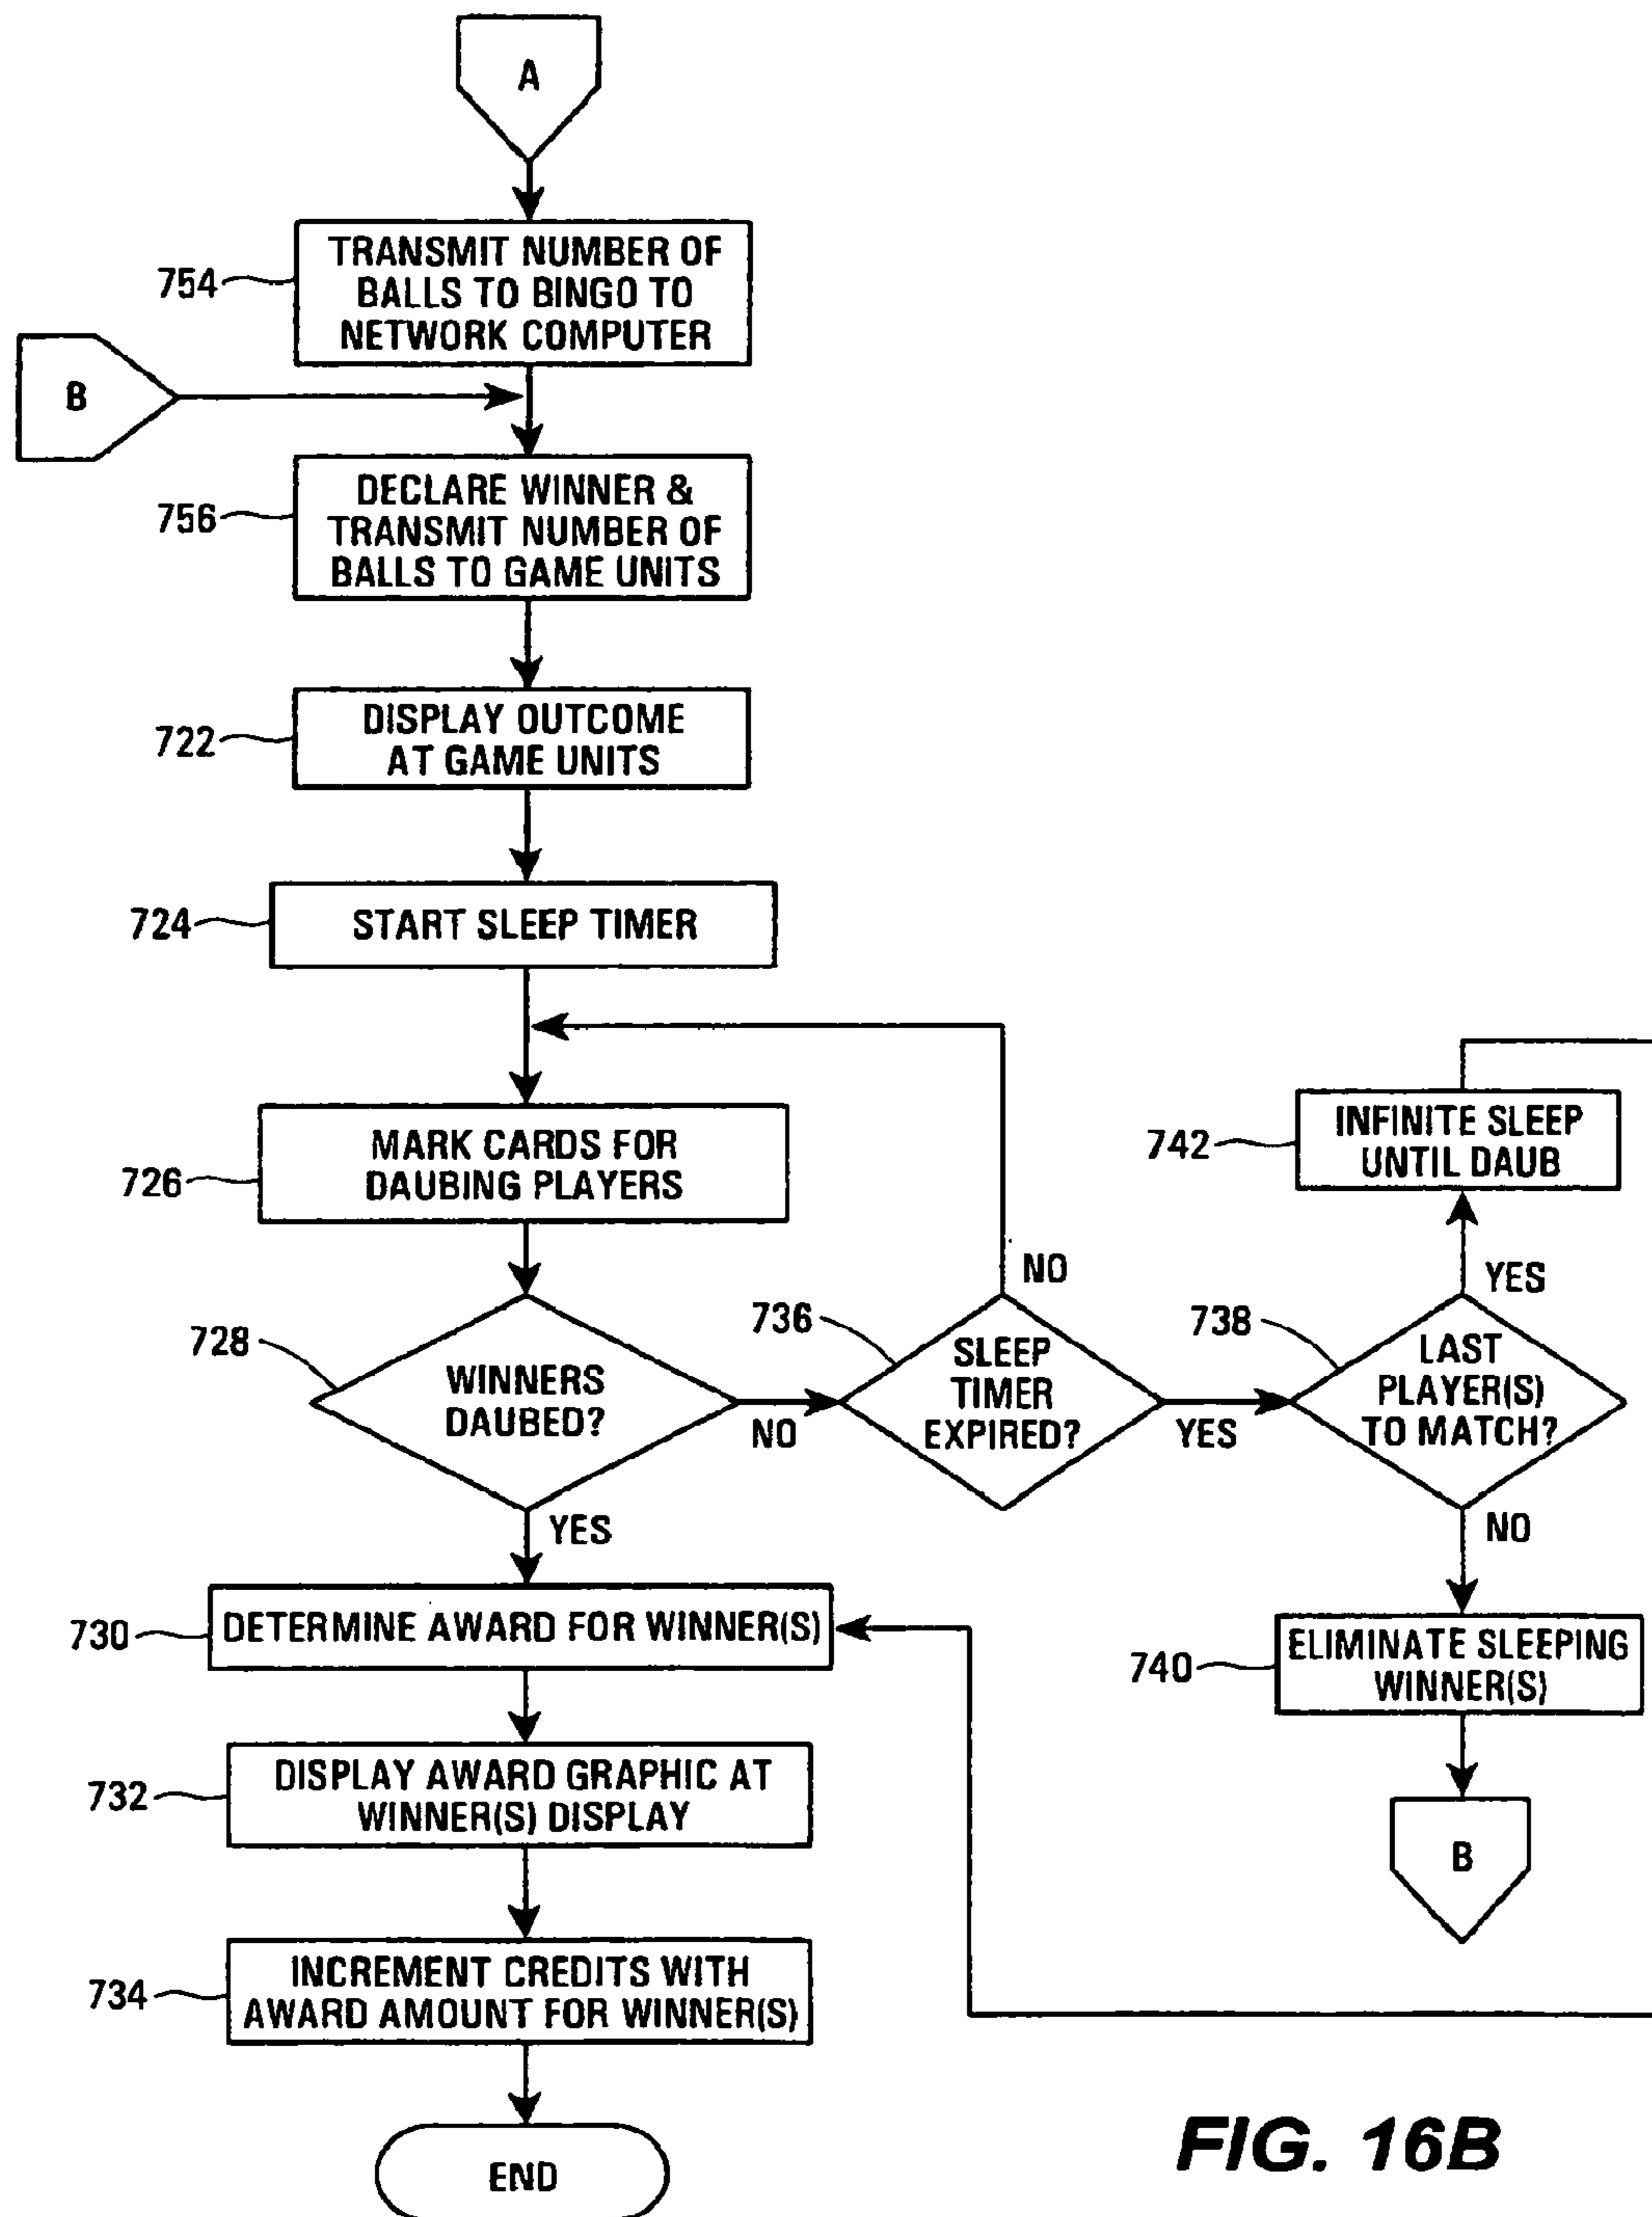 A
754
TRANSMIT NUMBER OF
BALLS TO BINGO TO
NETWORK COMPUTER
B
756
DECLARE WINNER &
TRANSMIT NUMBER OF
BALLS TO GAME UNITS
722
DISPLAY OUTCOME
AT GAME UNITS
724
START SLEEP TIMER
726
MARK CARDS FOR
DAUBING PLAYERS
742
INFINITE SLEEP
UNTIL DAUB
728
WINNERS
DAUBED?
NO
YES
736
SLEEP
TIMER
EXPIRED?
NO
YES
738
LAST
PLAYER(S)
TO MATCH?
YES
NO
730
DETERMINE AWARD FOR WINNER(S)
740
ELIMINATE SLEEPING
WINNER(S)
B
732
DISPLAY AWARD GRAPHIC AT
WINNER(S) DISPLAY
734
INCREMENT CREDITS WITH
AWARD AMOUNT FOR WINNER(S)
END
FIG. 16B